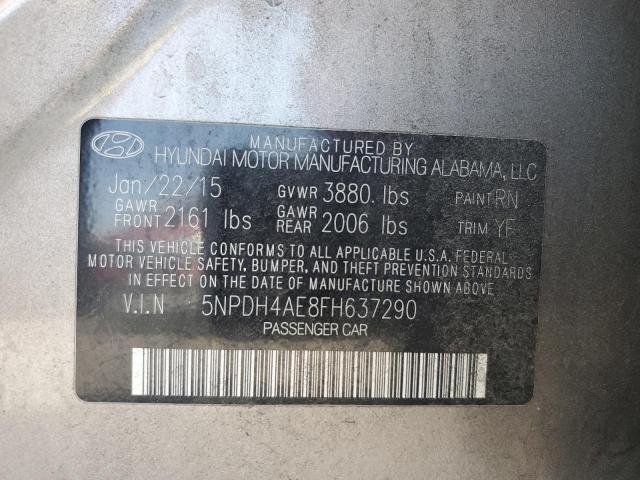 MANUFACTURED BY
HYUNDAI MOTOR MANUFACTURING ALABAMA, LLC
Jan/22/15 GVWR 3880. lbs PAINT RN
GAWR FRONT 2161 lbs GAWR REAR 2006 lbs TRIM YF
THIS VEHICLE CONFORMS TO ALL APPLICABLE U.S.A. FEDERAL
MOTOR VEHICLE SAFETY, BUMPER, AND THEFT PREVENTION STANDARDS
IN EFFECT ON THE DATE OF MANUFACTURE SHOWN ABOVE.
V.I.N 5NPDH4AE8FH637290
PASSENGER CAR